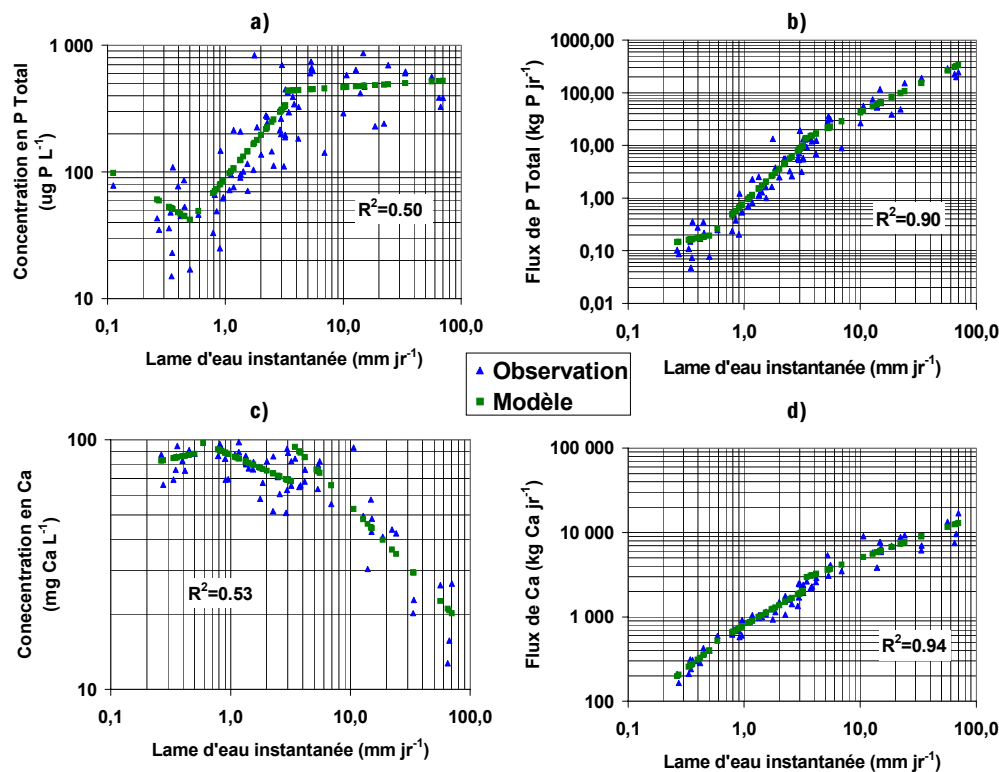 a)
Concentration en P Total
(ug P L-1)
1 000
100
10
0,1 1,0 10,0 100,0
R2=0.50
Lame d'eau instantanée (mm jr-1)
b)
Flux de P Total (kg P jr-1)
1000,00
100,00
10,00
1,00
0,10
0,01
0,1 1,0 10,0 100,0
R2=0.90
Lame d'eau instantanée (mm jr-1)
Observation
Modèle
c)
Conecntration en Ca
(mg Ca L-1)
100
10
0,1 1,0 10,0 100,0
R2=0.53
Lame d'eau instantanée (mm jr-1)
d)
Flux de Ca (kg Ca jr-1)
100 000
10 000
1 000
100
0,1 1,0 10,0 100,0
R2=0.94
Lame d'eau instantanée (mm jr-1)